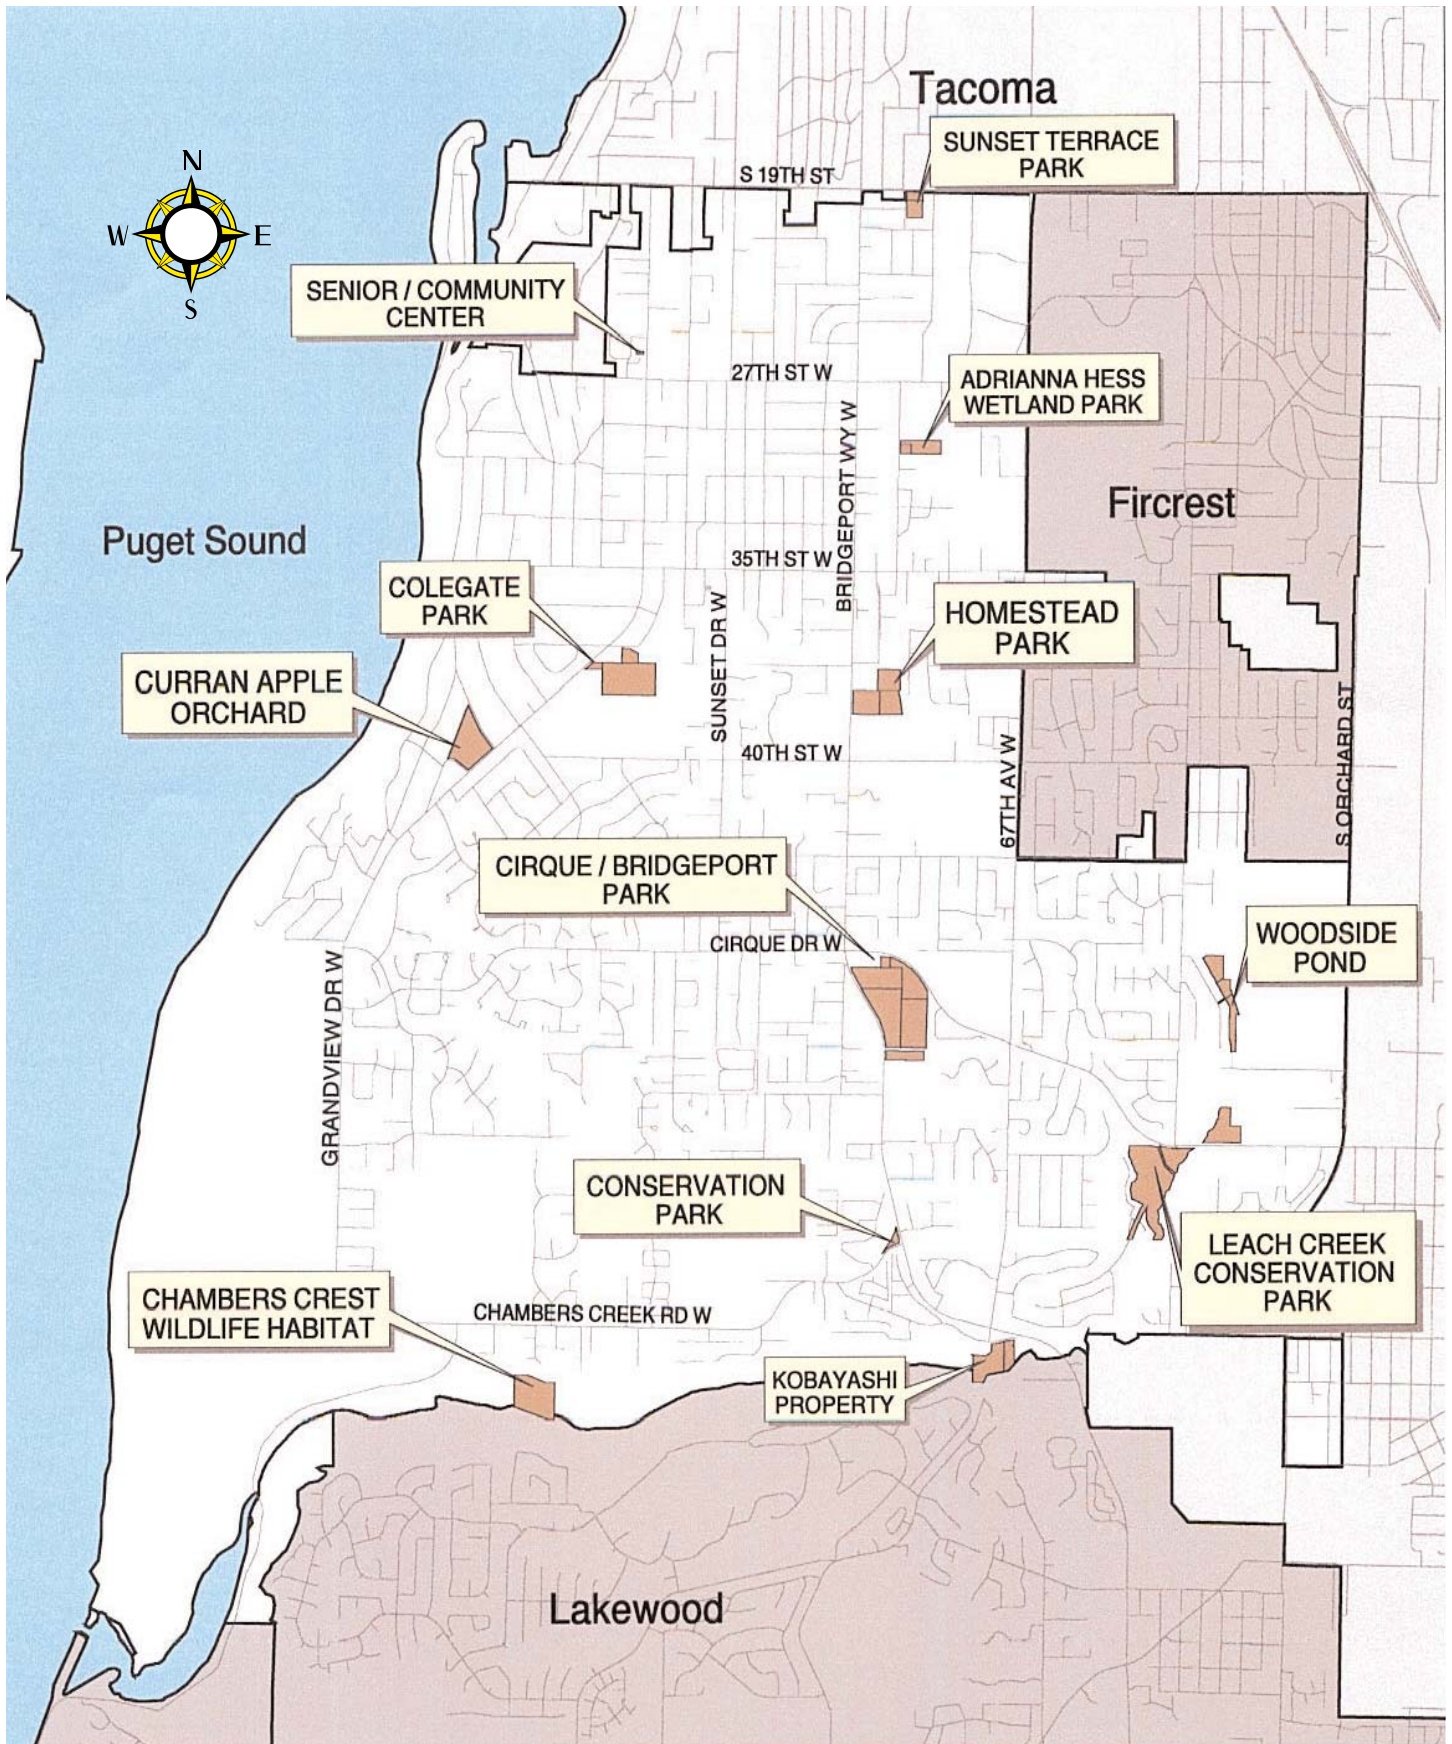 Tacoma
SUNSET TERRACE
PARK
S 19TH ST
N
W
E
S
SENIOR / COMMUNITY
CENTER
27TH ST W
ADRIANNA HESS
WETLAND PARK
BRIDGEPORT WY W
Fircrest
Puget Sound
35TH ST W
COLEGATE
PARK
HOMESTEAD
PARK
SUNSET DR W
CURRAN APPLE
ORCHARD
S ORCHARD ST
40TH ST W
67TH AV W
CIRQUE / BRIDGEPORT
PARK
CIRQUE DR W
WOODSIDE
POND
GRANDVIEW DR W
CONSERVATION
PARK
LEACH CREEK
CONSERVATION
PARK
CHAMBERS CREST
WILDLIFE HABITAT
CHAMBERS CREEK RD W
KOBAYASHI
PROPERTY
Lakewood